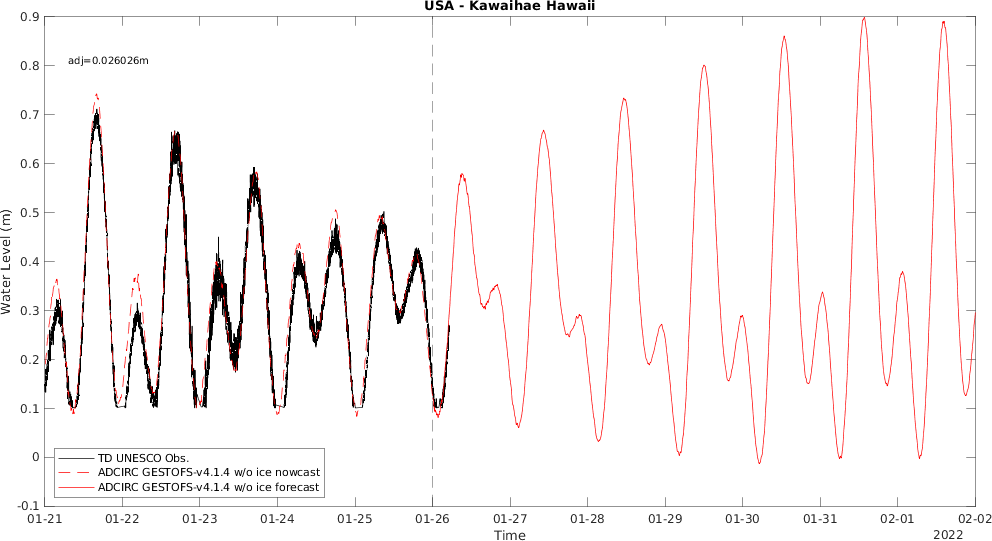 USA - Kawaihae Hawaii
0.9
0.8
0.7
0.6
0.5
0.4
0.3
0.2
0.1
0
-0.1
Water Level (m)
adj=0.026026m
TD UNESCO Obs.
ADCIRC GESTOFS-v4.1.4 w/o ice nowcast
ADCIRC GESTOFS-v4.1.4 w/o ice forecast
01-21 01-22 01-23 01-24 01-25 01-26 01-27 01-28 01-29 01-30 01-31 02-01 02-02
Time
2022